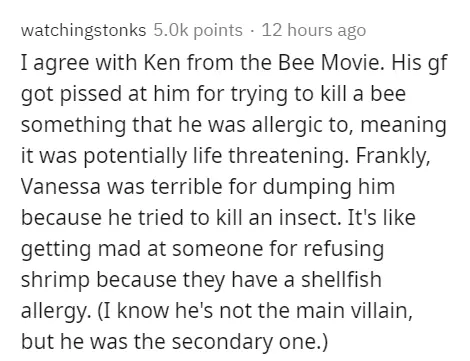 watchingstonks 5.0k points · 12 hours ago
I agree with Ken from the Bee Movie. His gf
got pissed at him for trying to kill a bee
something that he was allergic to, meaning
it was potentially life threatening. Frankly,
Vanessa was terrible for dumping him
because he tried to kill an insect. It's like
getting mad at someone for refusing
shrimp because they have a shellfish
allergy. (I know he's not the main villain,
but he was the secondary one.)